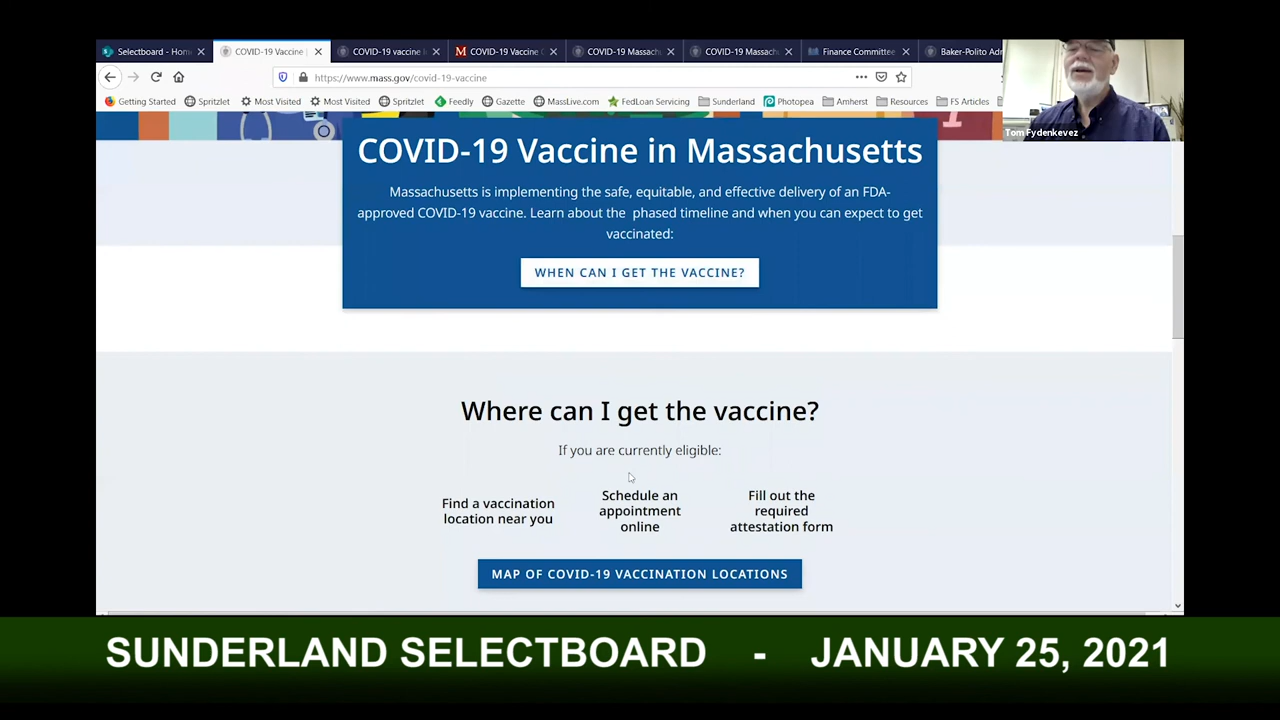 Selectboard - Hom
COVID-19 Vaccine
COVID-19 vaccine
COVID-19 Vaccine
COVID-19 Massach
COVID-19 Massach
Finance Committee
Baker-Polito Adm
https://www.mass.gov/covid-19-vaccine
Getting Started
Spritzlet
Most Visited
Most Visited
Spritzlet
Feedly
Gazette
MassLive.com
FedLoan Servicing
Sunderland
Photopea
Amherst
Resources
FS Articles
Tom Fydenkevez
COVID-19 Vaccine in Massachusetts
Massachusetts is implementing the safe, equitable, and effective delivery of an FDA-
approved COVID-19 vaccine. Learn about the phased timeline and when you can expect to get
vaccinated:
WHEN CAN I GET THE VACCINE?
Where can I get the vaccine?
If you are currently eligible:
Find a vaccination
location near you
Schedule an
appointment
online
Fill out the
required
attestation form
MAP OF COVID-19 VACCINATION LOCATIONS
SUNDERLAND SELECTBOARD - JANUARY 25, 2021